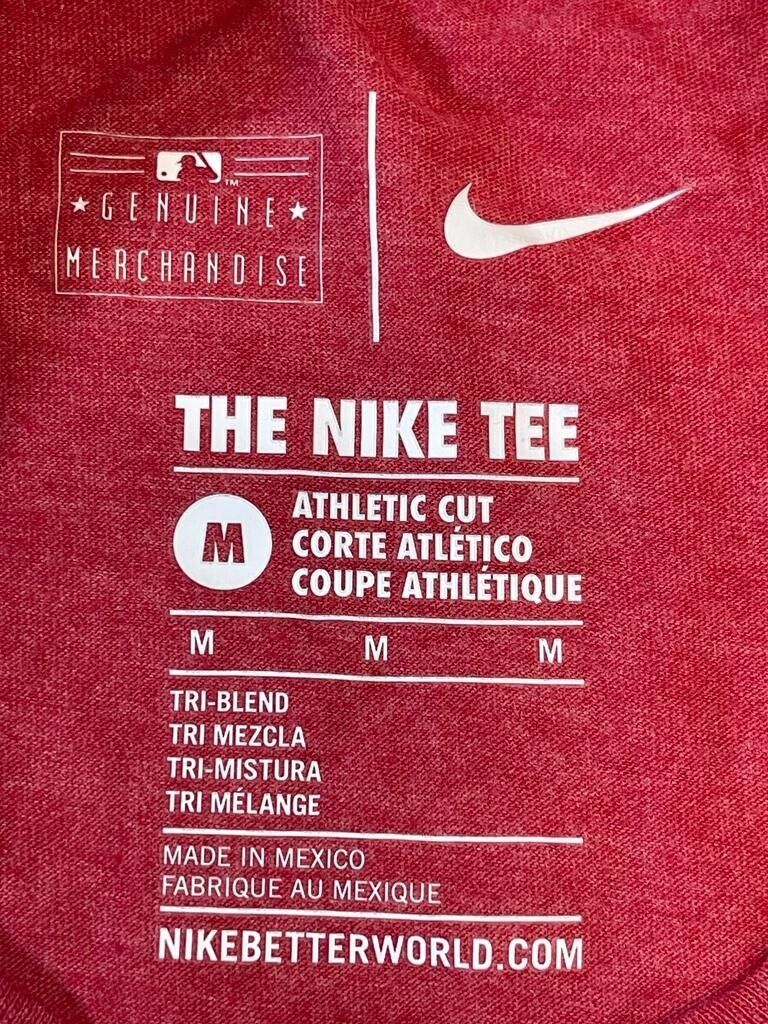 TM
★ GENUINE ★
MERCHANDISE
THE NIKE TEE
M
ATHLETIC CUT
CORTE ATLÉTICO
COUPE ATHLÉTIQUE
M M M
TRI-BLEND
TRI MEZCLA
TRI-MISTURA
TRI MÉLANGE
MADE IN MEXICO
FABRIQUE AU MEXIQUE
NIKEBETTERWORLD.COM